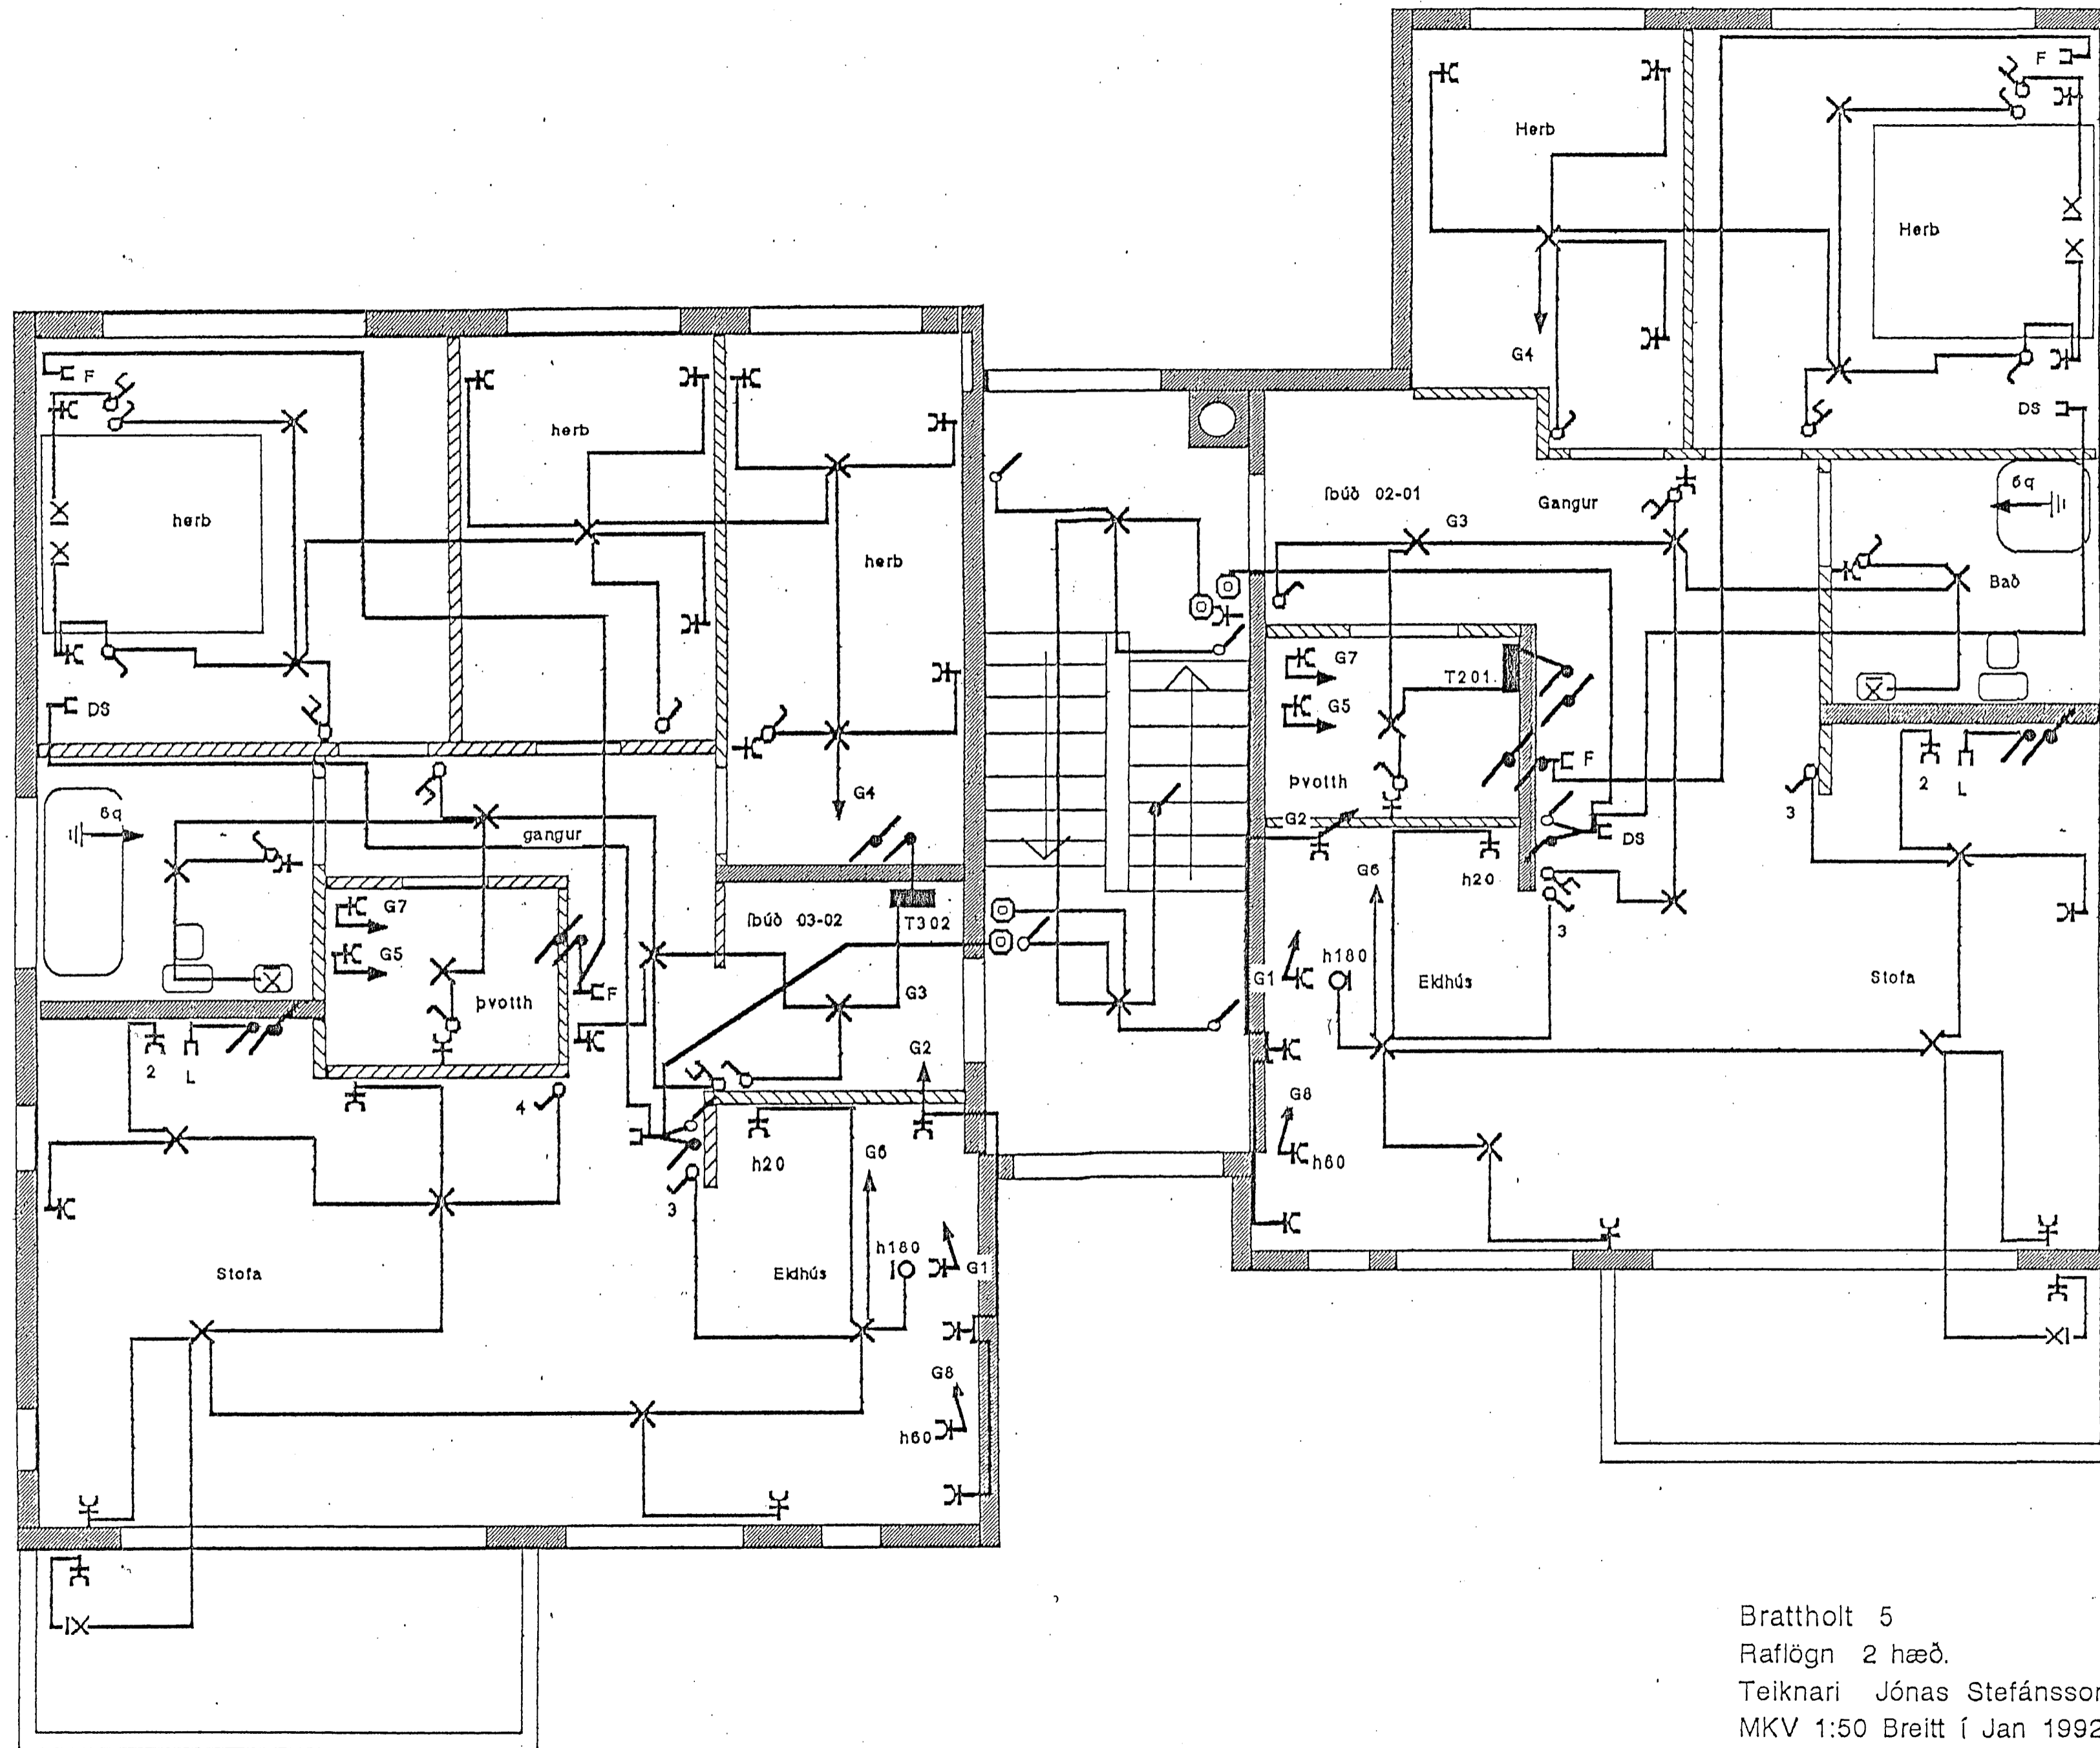 F
Herb
Herb
G4
DS
F
herb
herb
herb
DS
Íbúð 02-01
Gangur
G3
6q
Bað
G7
T201
G5
F
þvotth
G2
3
2
L
DS
G6
h20
6q
gangur
G4
G7
G5
þvotth
F
Íbúð 03-02
T302
G3
G2
3
G1
h180
Eldhús
Stofa
2
L
4
G8
h60
h20
G6
3
h180
G1
Stofa
Eldhús
G8
h60
Brattholt 5
Raflögn 2 hæð.
Teiknari Jónas Stefánsson
MKV 1:50 Breitt í Jan 1992